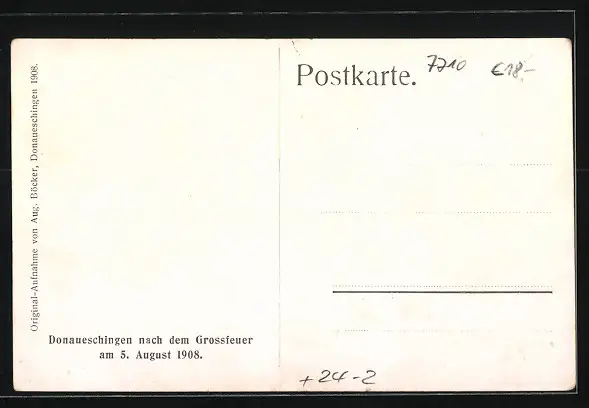 Original-Aufnahme von Aug. Böcker, Donaueschingen 1908.
Donaueschingen nach dem Grossfeuer
am 5. August 1908.
Postkarte.
7710
€18.-
+24-2